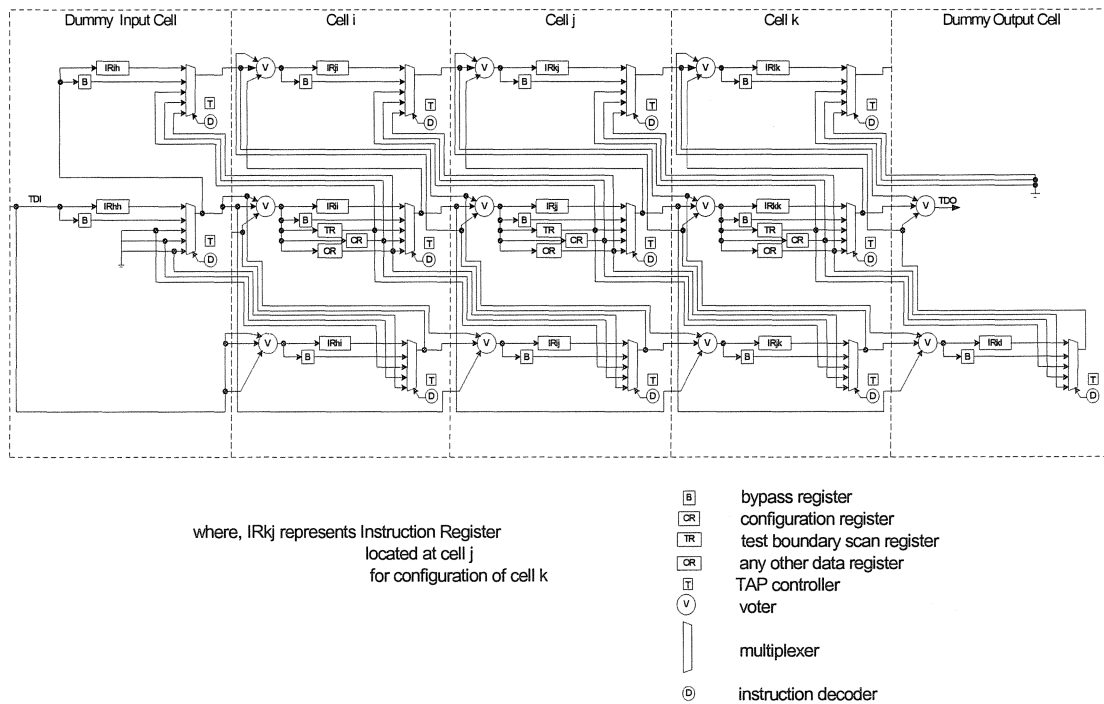 Dummy Input Cell
Cell i
Cell j
Cell k
Dummy Output Cell
IRih
V
IRji
V
IRkj
V
IRlk
B
B
B
B
T
T
T
T
D
D
D
D
TDI
IRhh
V
IRii
V
IRjj
V
IRkk
V
TDO
B
B
B
B
TR
TR
TR
CR
CR
CR
T
T
T
T
OR
OR
OR
D
D
D
D
V
IRhi
V
IRij
V
IRjk
V
IRkl
B
B
B
B
T
T
T
T
D
D
D
D
where, IRkj represents Instruction Register
located at cell j
for configuration of cell k
B bypass register
CR configuration register
TR test boundary scan register
OR any other data register
T TAP controller
V voter
multiplexer
D instruction decoder